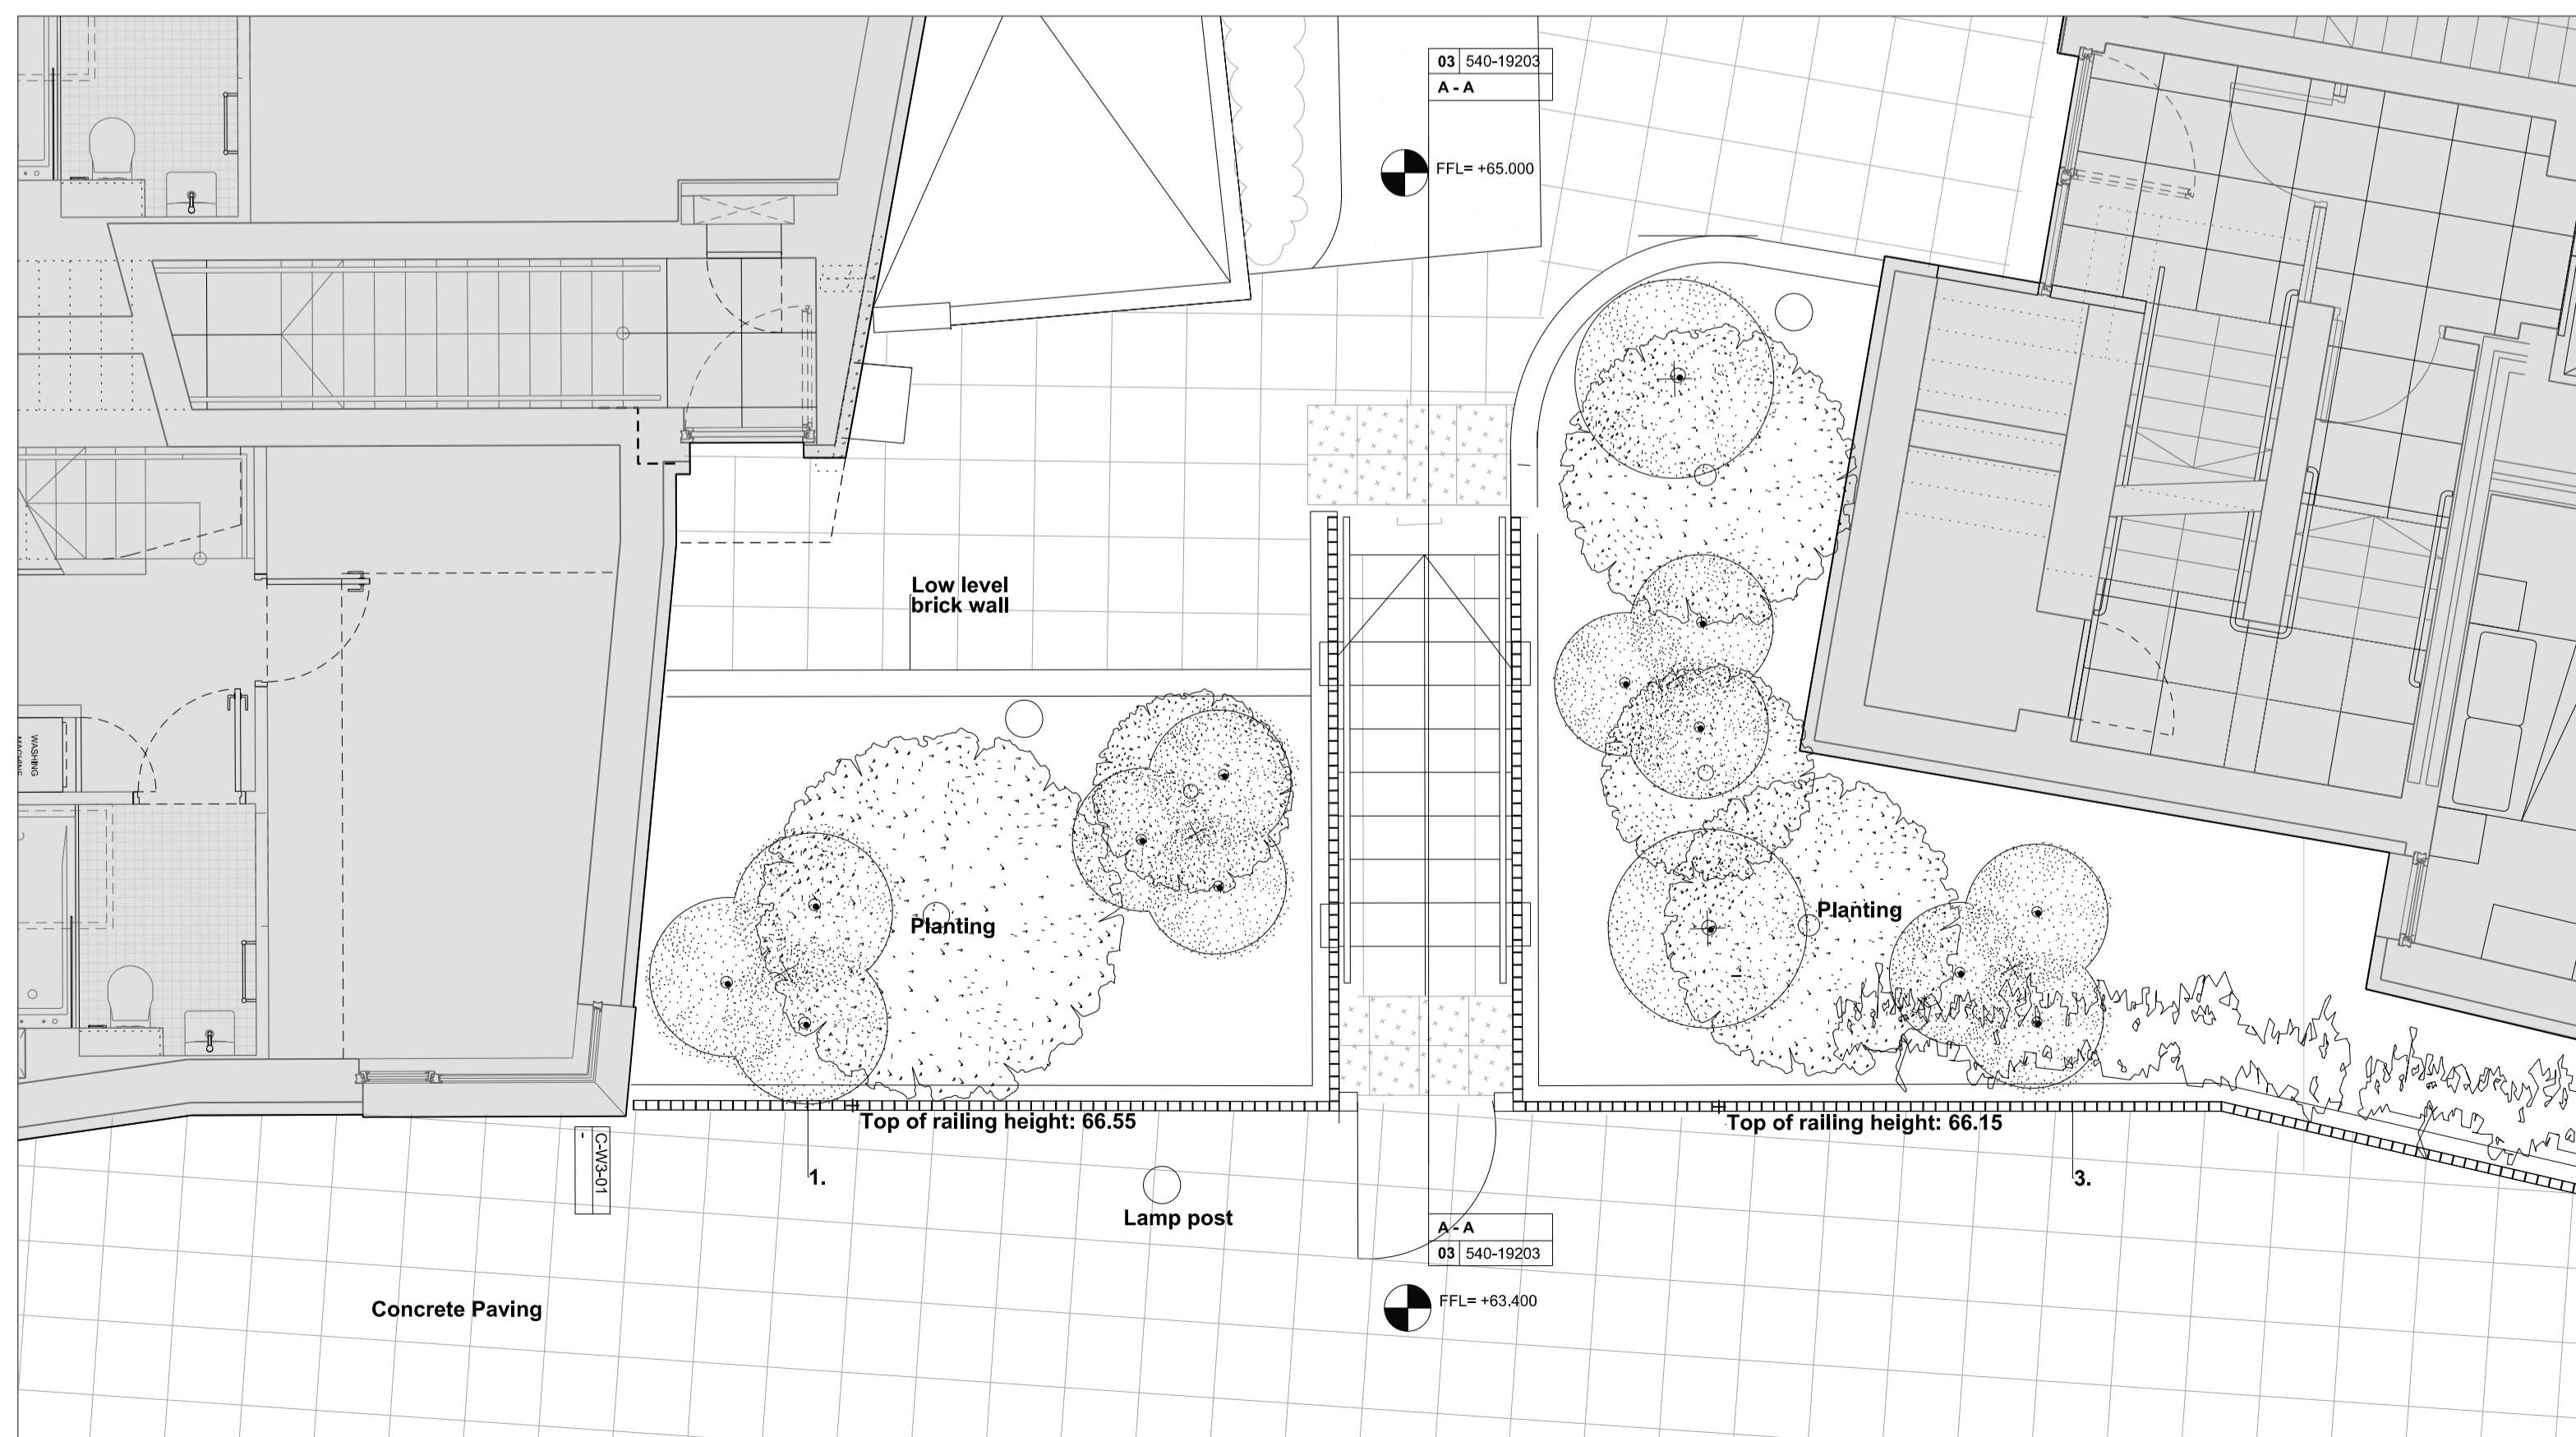 03 540-19203
A - A
FFL= +65.000
Low level
brick wall
WASHING
MACHINE
Planting
Planting
Top of railing height: 66.55
Top of railing height: 66.15
C-W3-01
-
1.
3.
Lamp post
A - A
03 540-19203
FFL= +63.400
Concrete Paving